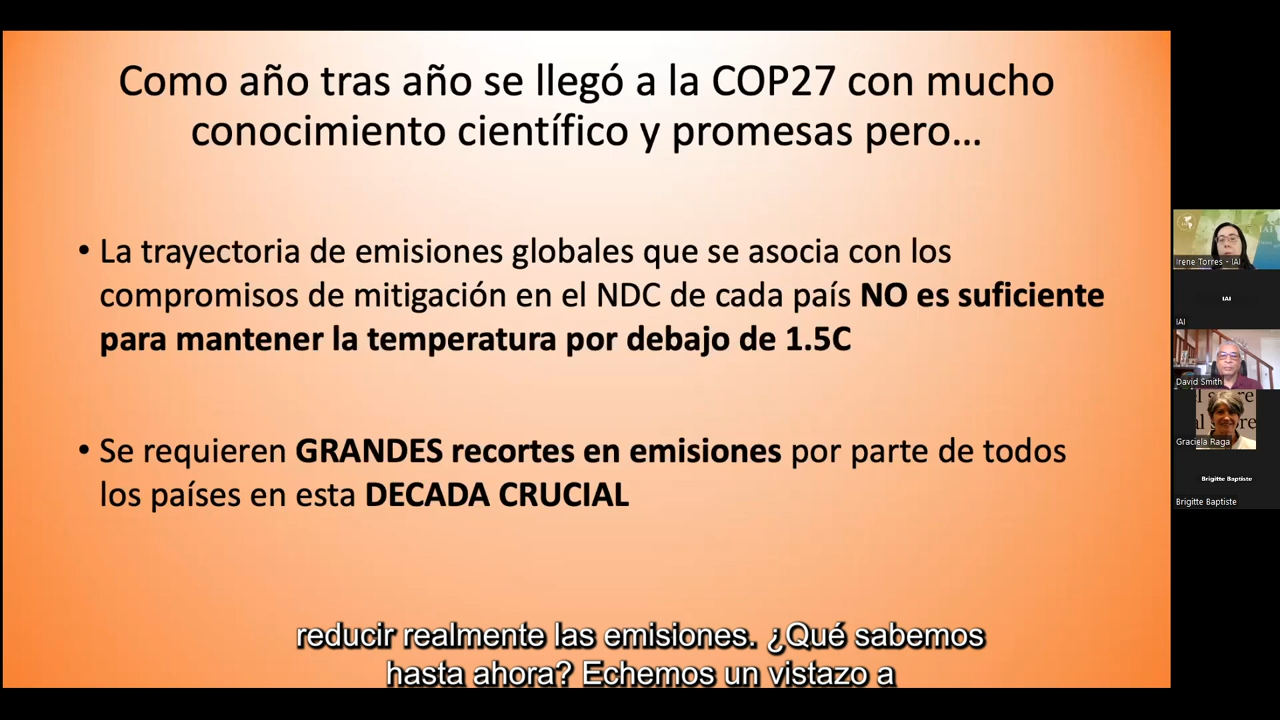 Como año tras año se llegó a la COP27 con mucho
conocimiento científico y promesas pero…
• La trayectoria de emisiones globales que se asocia con los
compromisos de mitigación en el NDC de cada país NO es suficiente
para mantener la temperatura por debajo de 1.5C
• Se requieren GRANDES recortes en emisiones por parte de todos
los países en esta DECADA CRUCIAL
reducir realmente las emisiones. ¿Qué sabemos
hasta ahora? Echemos un vistazo a
IAI
Irene Torres - IAI
IAI
IAI
David Smith
Graciela Raga
Brigitte Baptiste
Brigitte Baptiste